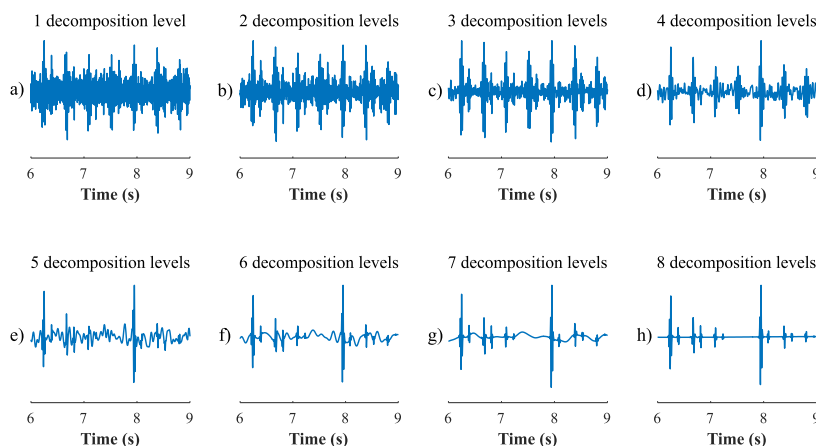 1 decomposition level
2 decomposition levels
3 decomposition levels
4 decomposition levels
a)
b)
c)
d)
6 7 8 9
6 7 8 9
6 7 8 9
6 7 8 9
Time (s)
Time (s)
Time (s)
Time (s)
5 decomposition levels
6 decomposition levels
7 decomposition levels
8 decomposition levels
e)
f)
g)
h)
6 7 8 9
6 7 8 9
6 7 8 9
6 7 8 9
Time (s)
Time (s)
Time (s)
Time (s)